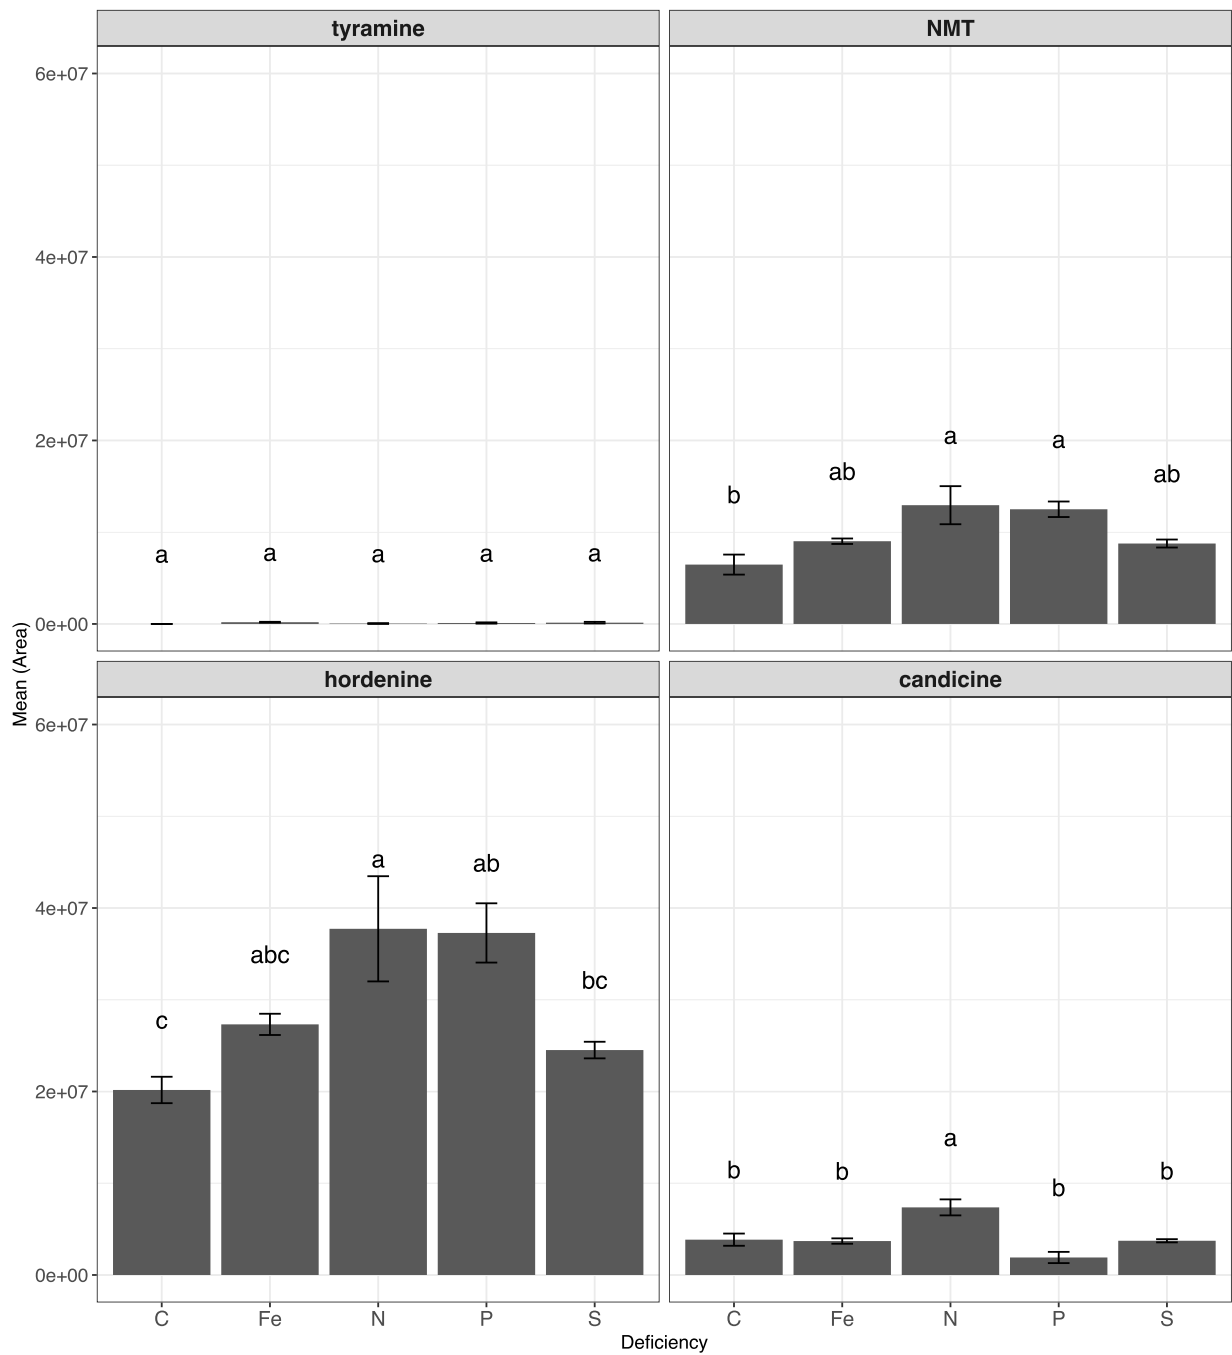 tyramine
NMT
6e+07
4e+07
2e+07
0e+00
a a a a a
b ab a a ab
hordenine
candicine
6e+07
4e+07
2e+07
0e+00
c abc a ab bc
b b a b b
C Fe N P S
C Fe N P S
Deficiency
Mean (Area)